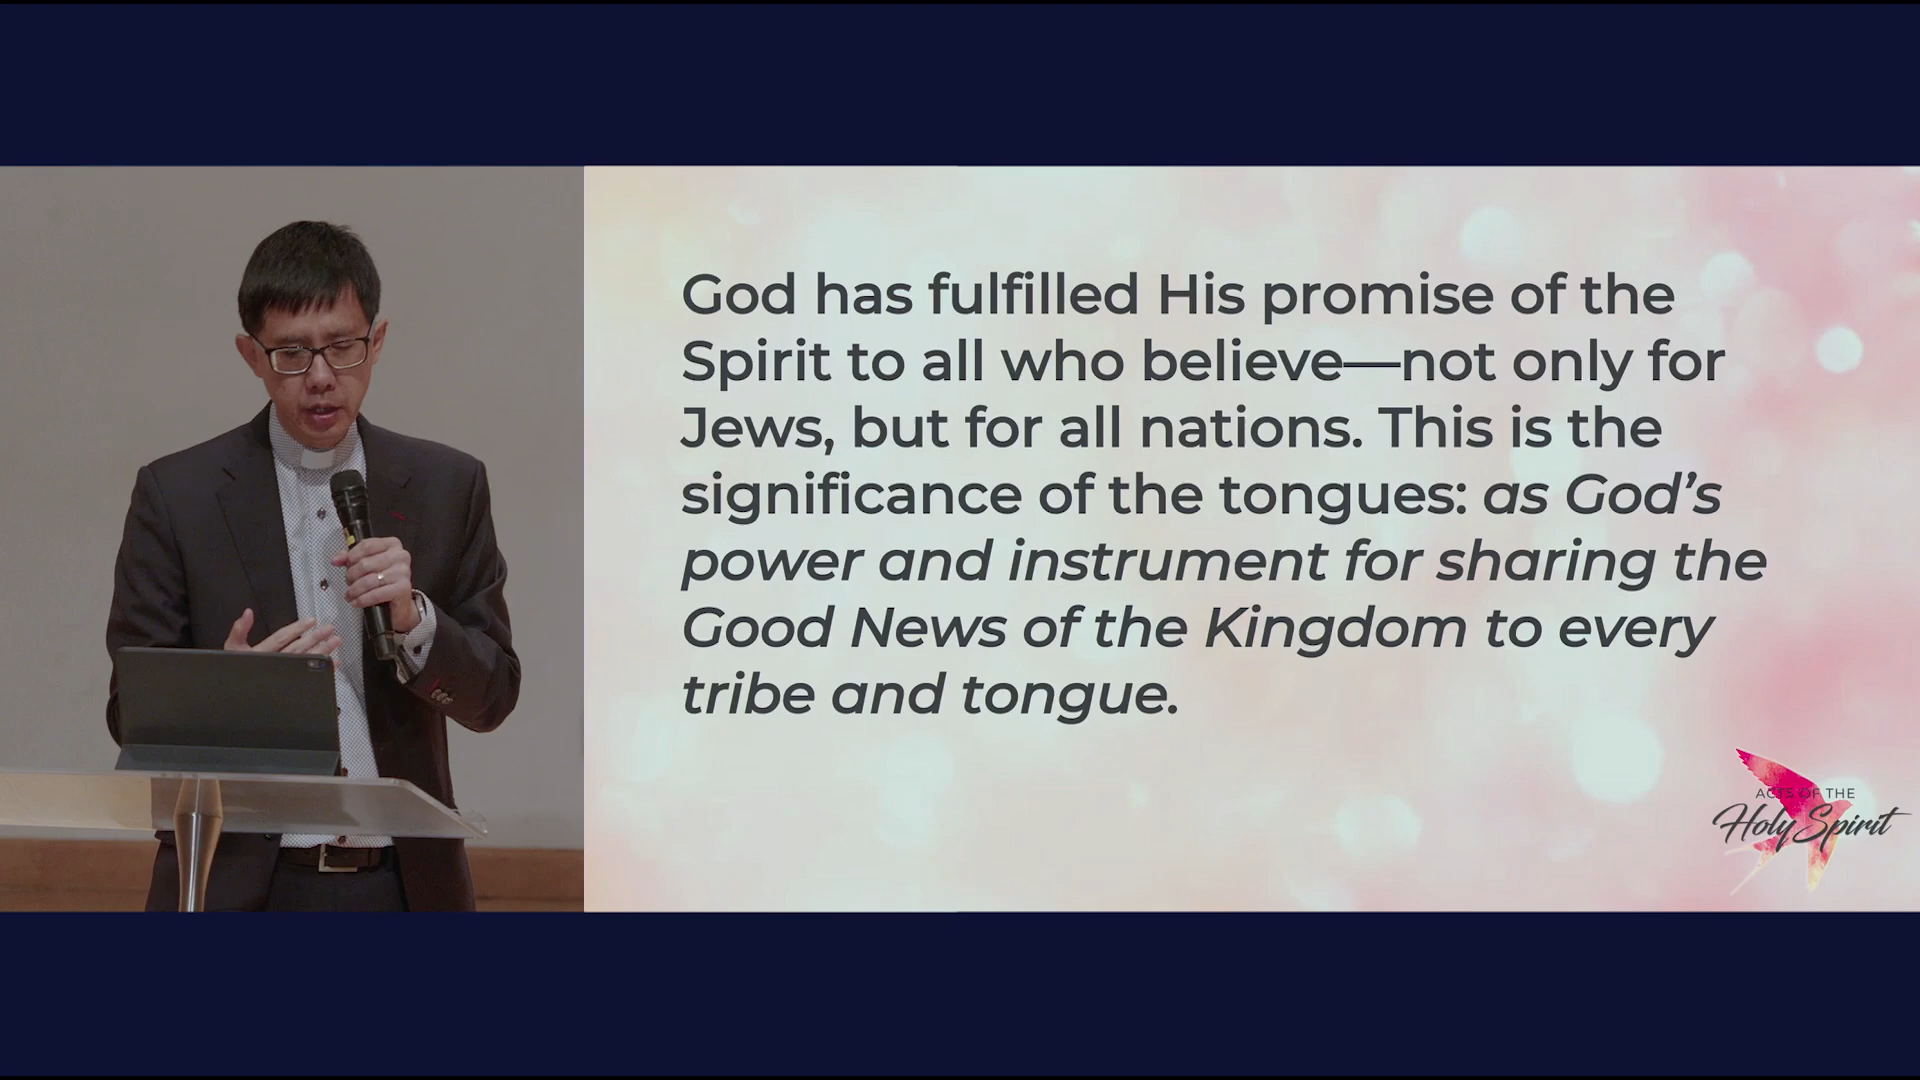 God has fulfilled His promise of the
Spirit to all who believe—not only for
Jews, but for all nations. This is the
significance of the tongues: as God’s
power and instrument for sharing the
Good News of the Kingdom to every
tribe and tongue.
ACTS OF THE
Holy Spirit